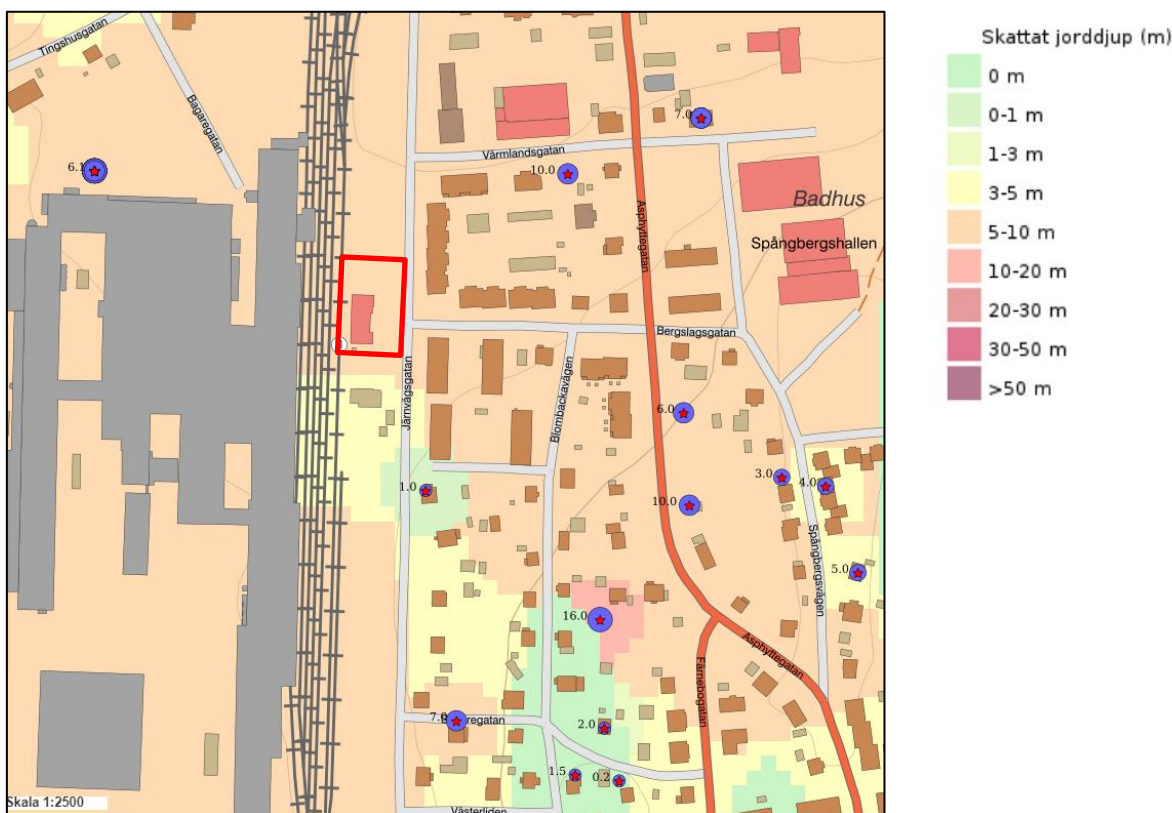 Tingshusgatan
Bagaregatan
6.1
7.0
Värmlandsgatan
10.0
Asphyttegatan
Badhus
Spångbergshallen
Bergslagsgatan
Järnvägsgatan
Blombackavägen
6.0
1.0
3.0
4.0
10.0
Spångbergsvägen
5.0
16.0
Asphyttegatan
Färnebogatan
7.0
regatan
2.0
1.5
0.2
Västerliden
Skala 1:2500
Skattat jorddjup (m)
0 m
0-1 m
1-3 m
3-5 m
5-10 m
10-20 m
20-30 m
30-50 m
>50 m